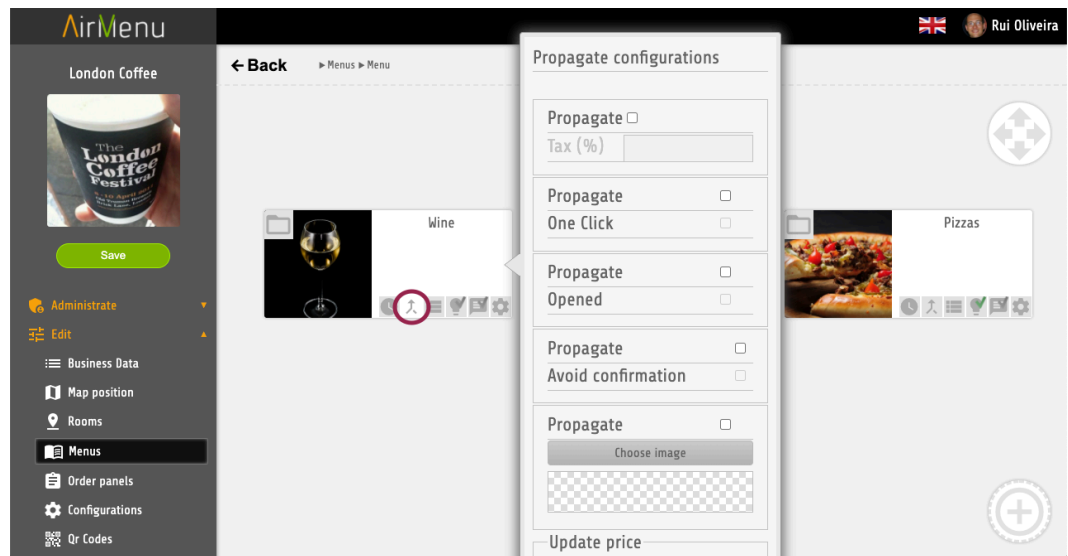 AirMenu
Rui Oliveira
London Coffee
The
London
Coffee
Festival
Save
Administrate
Edit
Business Data
Map position
Rooms
Menus
Order panels
Configurations
Qr Codes
Back
Menus Menu
Wine
Propagate configurations
Propagate
Tax (%)
Propagate
One Click
Propagate
Opened
Propagate
Avoid confirmation
Propagate
Choose image
Update price
Pizzas